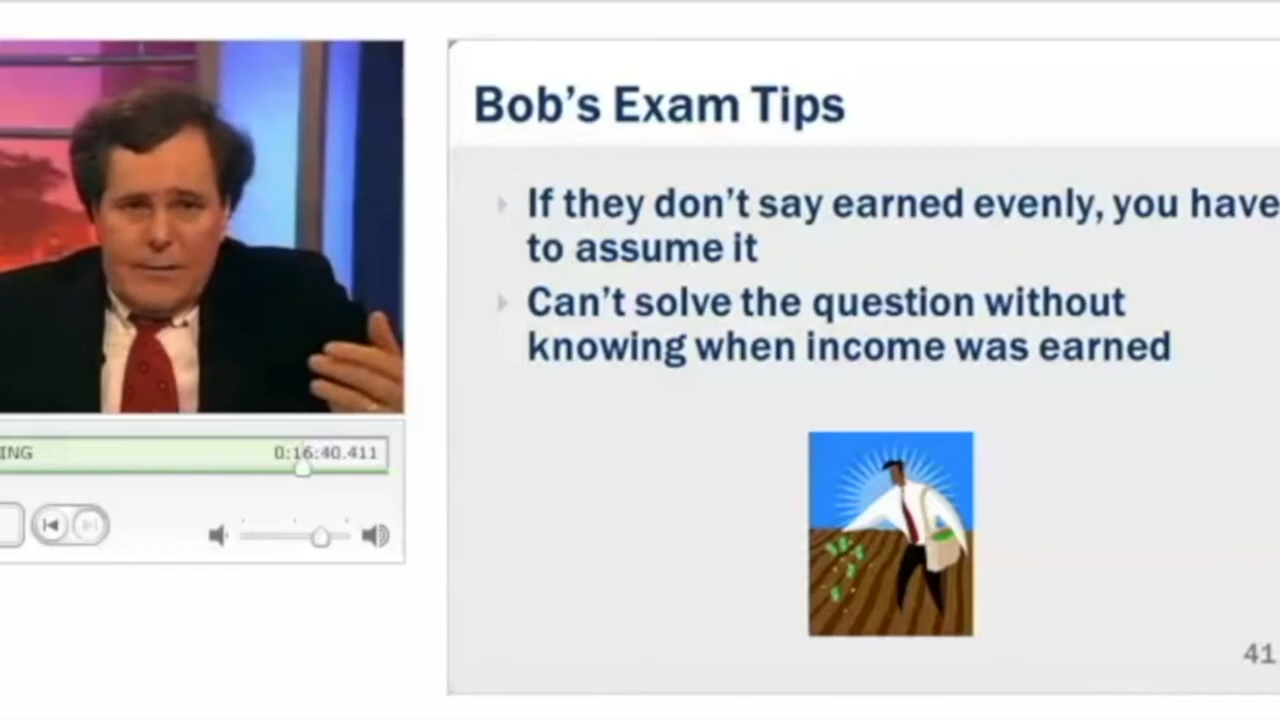 Bob's Exam Tips
If they don't say earned evenly, you have
to assume it
Can't solve the question without
knowing when income was earned
ING 0:16:40.411
41